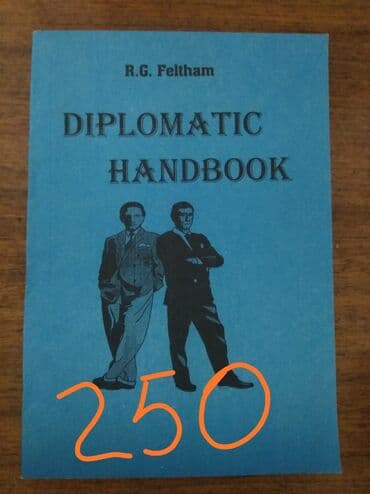 R.G. Feltham
DIPLOMATIC
HANDBOOK
250